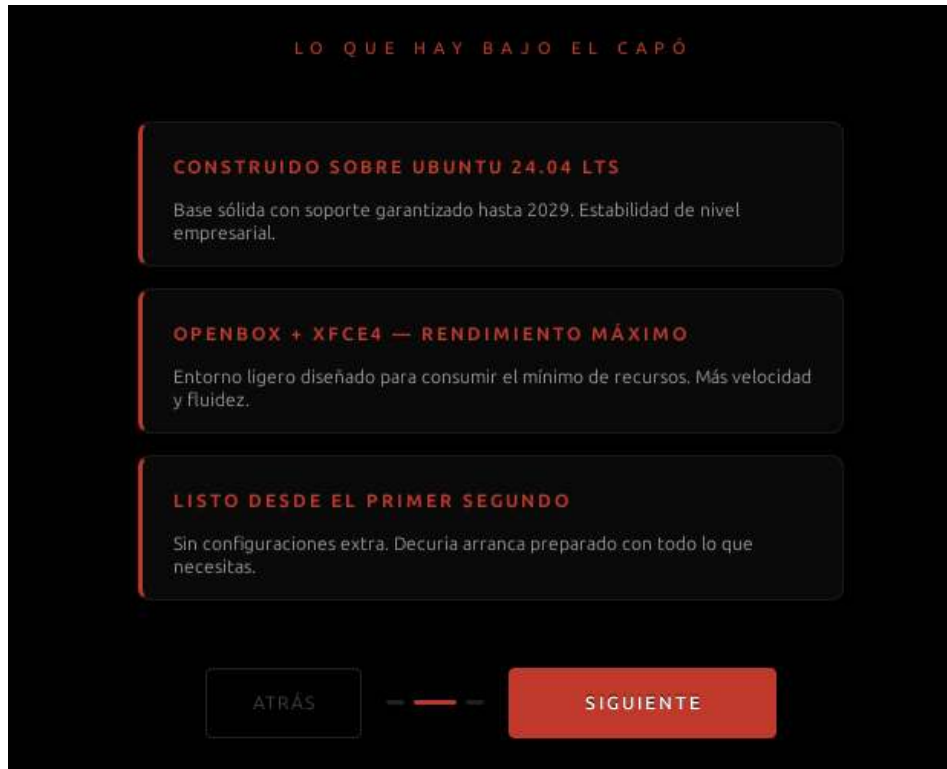 LO QUE HAY BAJO EL CAPÓ
CONSTRUIDO SOBRE UBUNTU 24.04 LTS
Base sólida con soporte garantizado hasta 2029. Estabilidad de nivel
empresarial.
OPENBOX + XFCE4 — RENDIMIENTO MÁXIMO
Entorno ligero diseñado para consumir el mínimo de recursos. Más velocidad
y fluidez.
LISTO DESDE EL PRIMER SEGUNDO
Sin configuraciones extra. Decuria arranca preparado con todo lo que
necesitas.
ATRÁS
SIGUIENTE